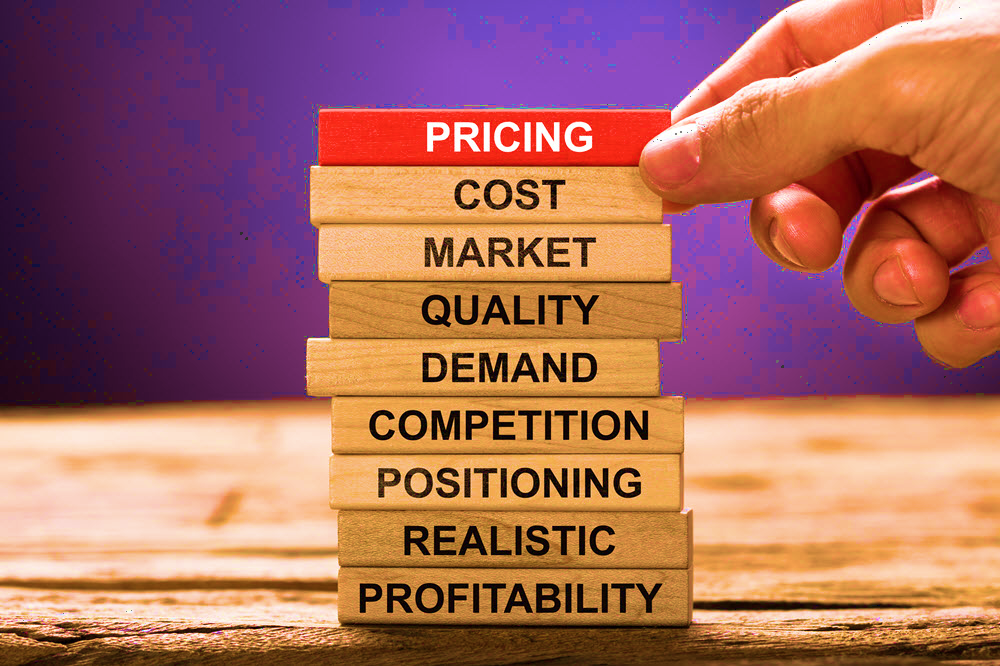 PRICING
COST
MARKET
QUALITY
DEMAND
COMPETITION
POSITIONING
REALISTIC
PROFITABILITY